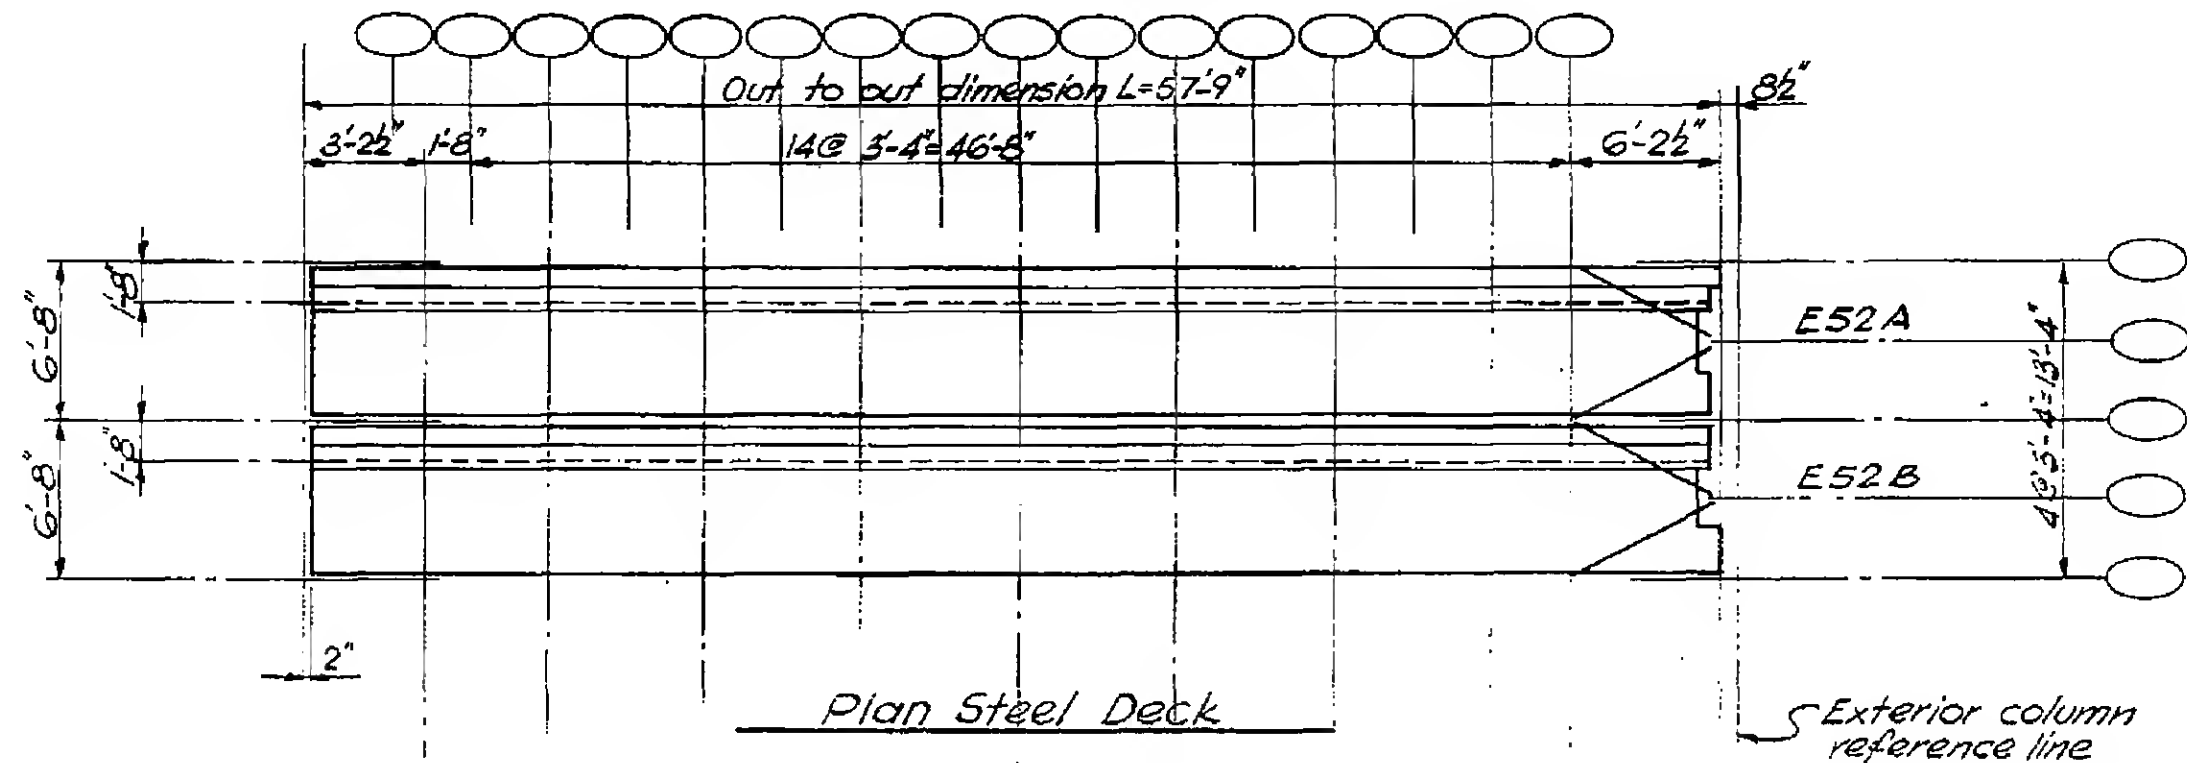 Out to out dimension L=57'-9"
8½"
3'-2½"
1'-8"
14@ 3'-4"=46'-8"
6'-2½"
1'-8"
6'-8"
E52A
4@3'-4"=13'-4"
1'-8"
6'-8"
E52B
2"
Plan Steel Deck
Exterior column
reference line